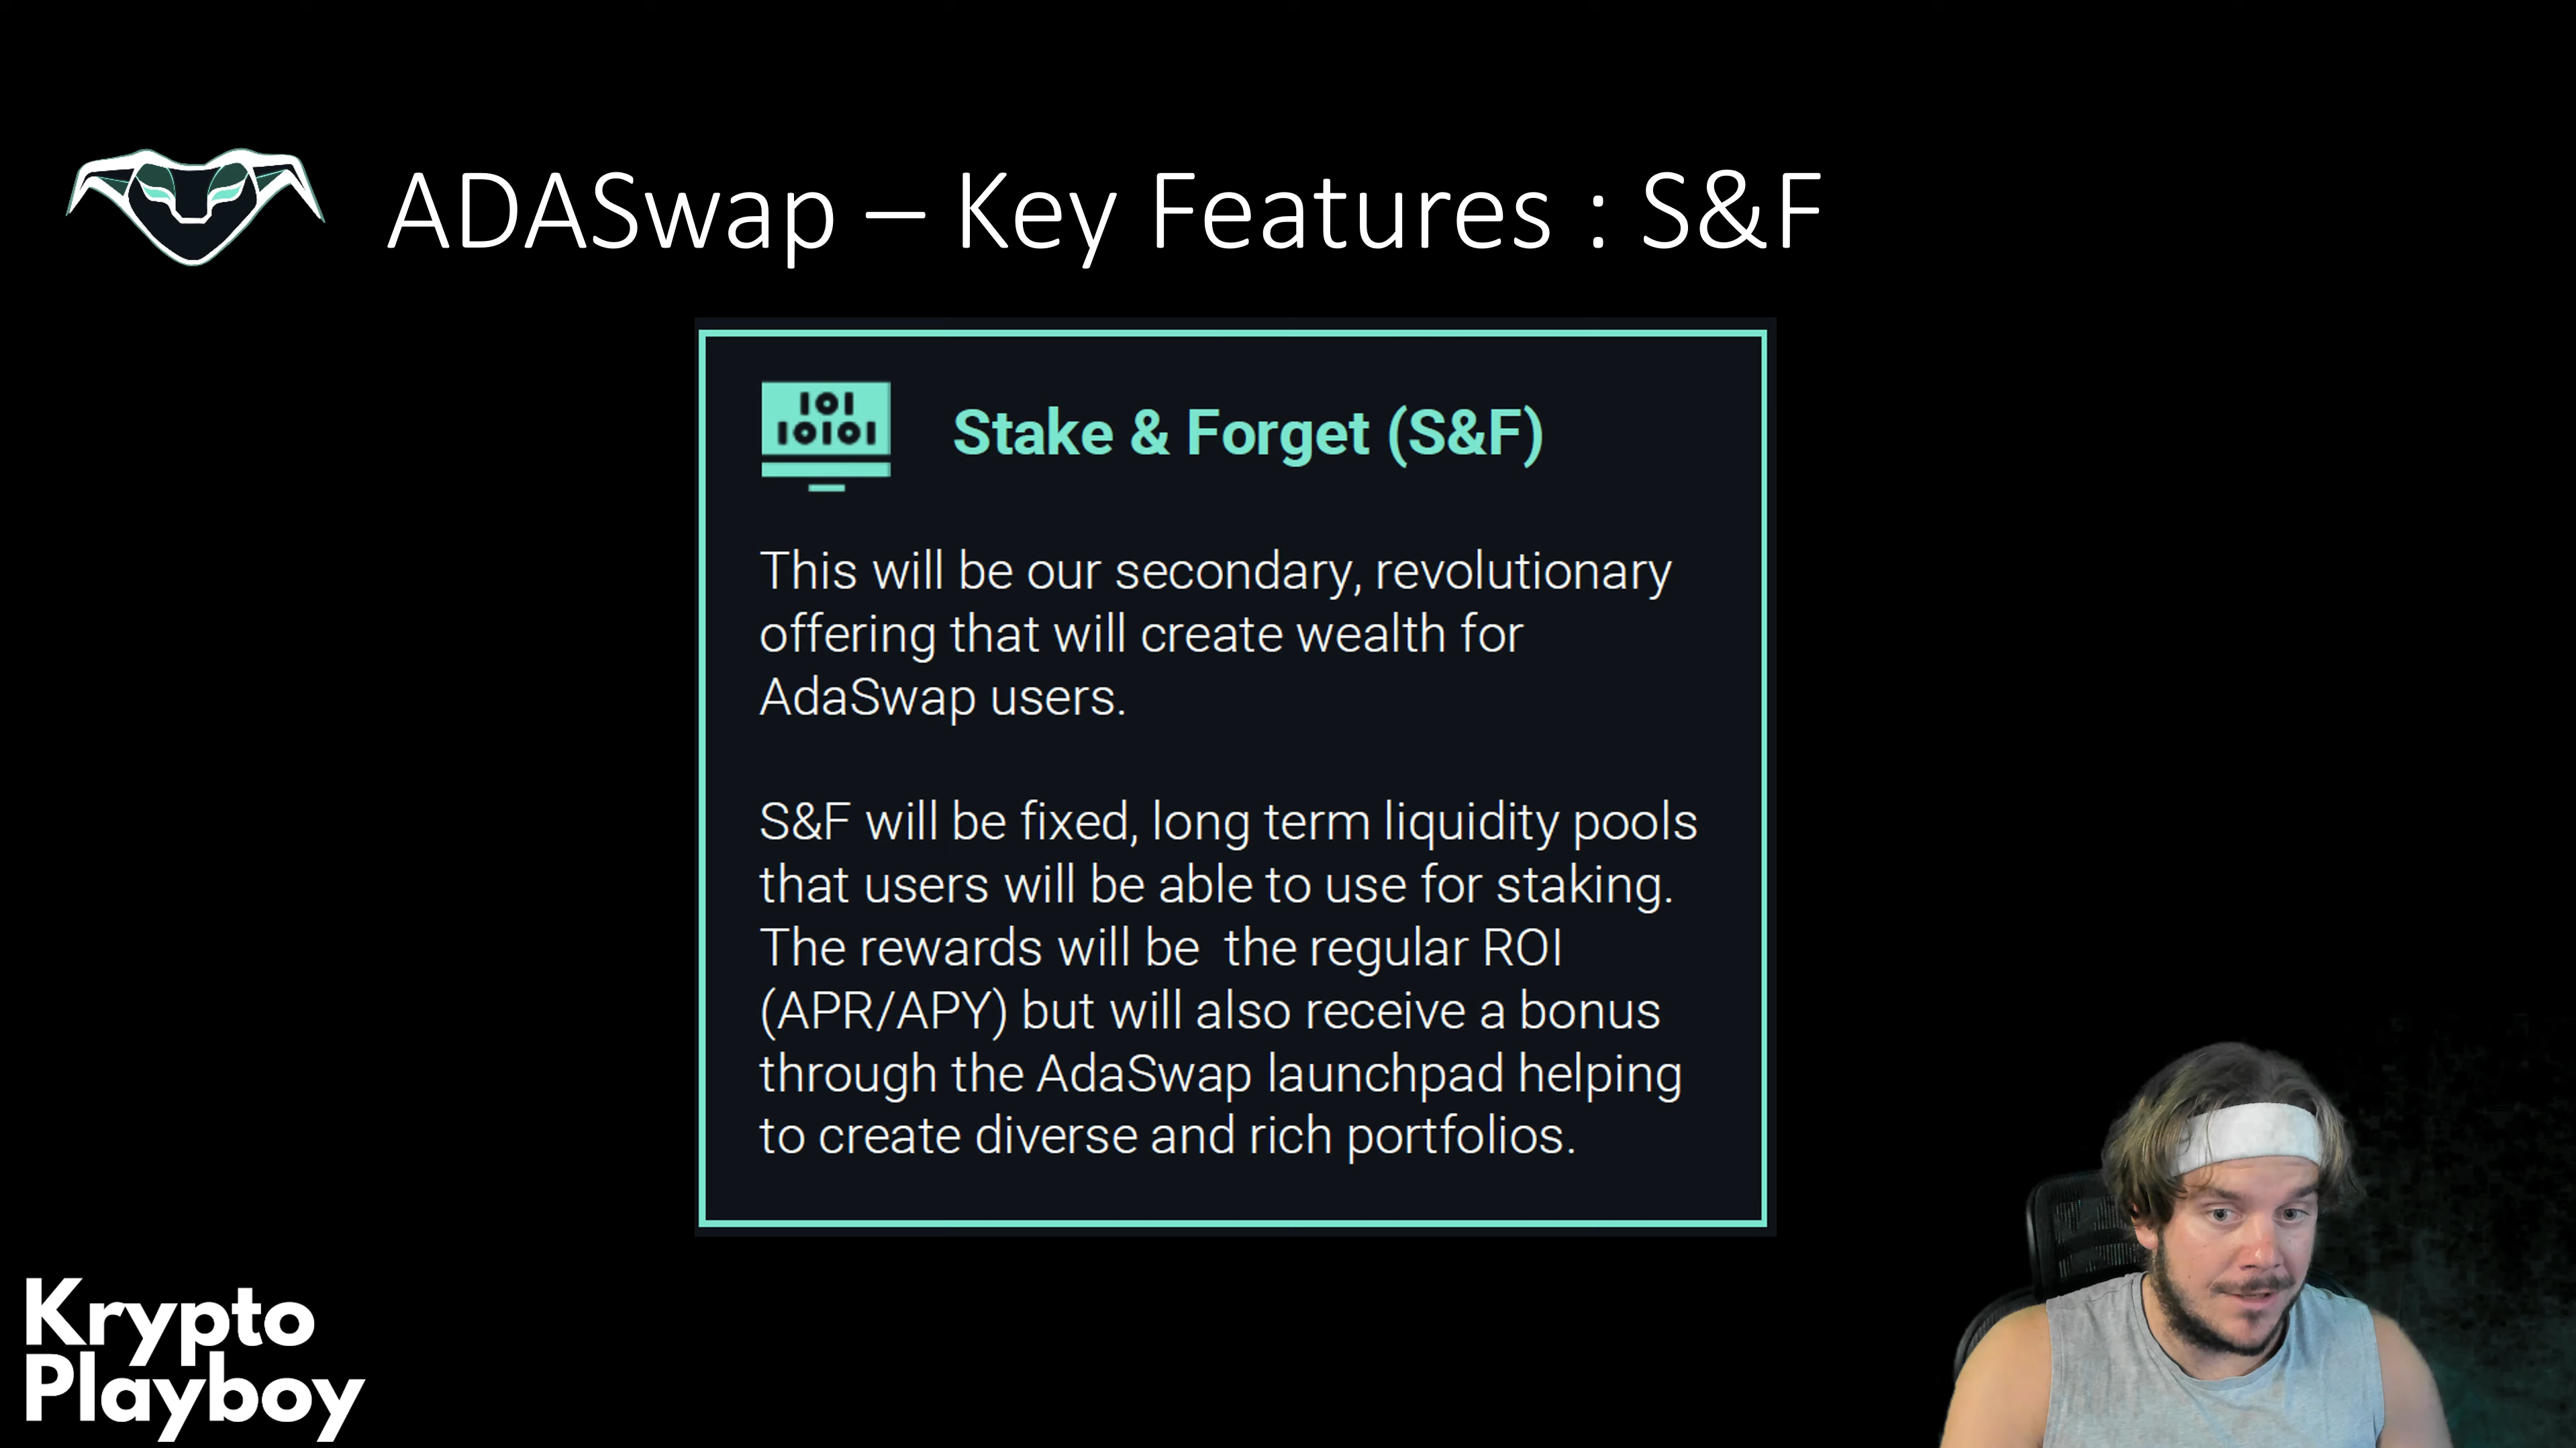 ADASwap – Key Features : S&F
101
10101
Stake & Forget (S&F)
This will be our secondary, revolutionary
offering that will create wealth for
AdaSwap users.
S&F will be fixed, long term liquidity pools
that users will be able to use for staking.
The rewards will be  the regular ROI
(APR/APY) but will also receive a bonus
through the AdaSwap launchpad helping
to create diverse and rich portfolios.
Krypto
Playboy